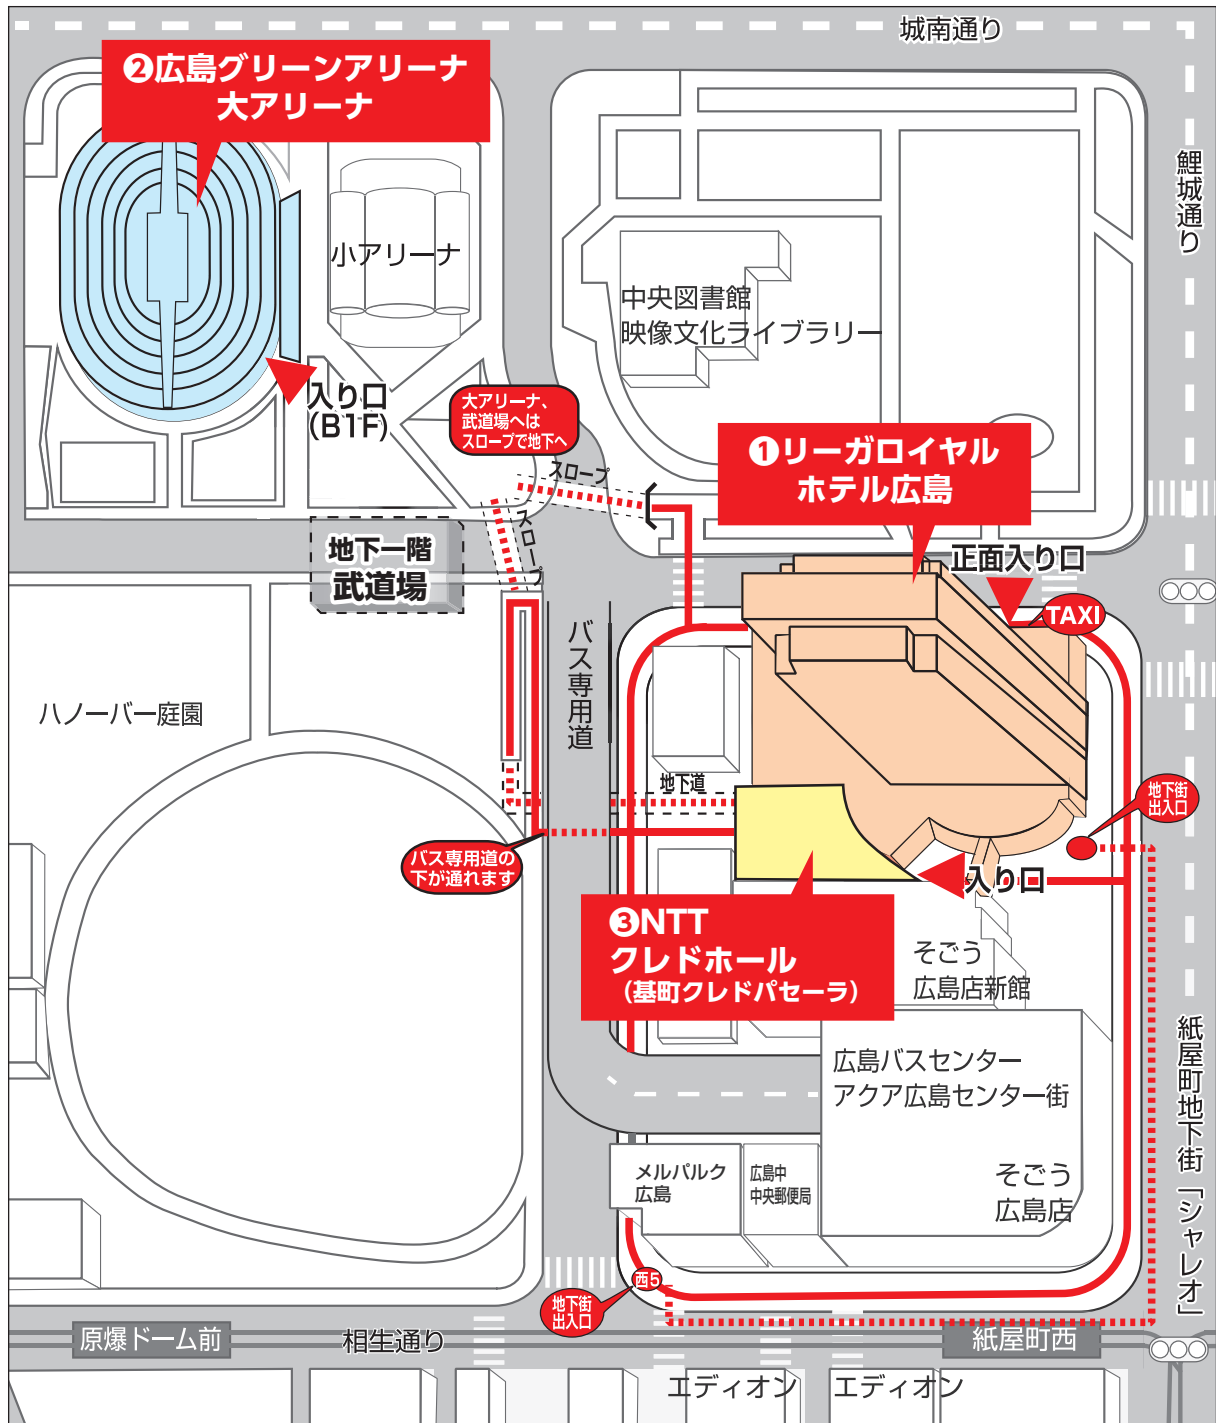 城南通り
❷広島グリーンアリーナ
大アリーナ
鯉城通り
小アリーナ
中央図書館
映像文化ライブラリー
入り口
(B1F)
大アリーナ、
武道場へは
スロープで地下へ
スロープ
スロープ
❶リーガロイヤル
ホテル広島
正面入り口
TAXI
地下一階
武道場
バス専用道
ハノーバー庭園
地下道
地下街
出入口
バス専用道の
下が通れます
入り口
❸NTT
クレドホール
(基町クレドパセーラ)
そごう
広島店新館
広島バスセンター
アクア広島センター街
紙屋町地下街「シャレオ」
メルパルク
広島
広島中
中央郵便局
そごう
広島店
西5
地下街
出入口
原爆ドーム前
相生通り
紙屋町西
エディオン
エディオン